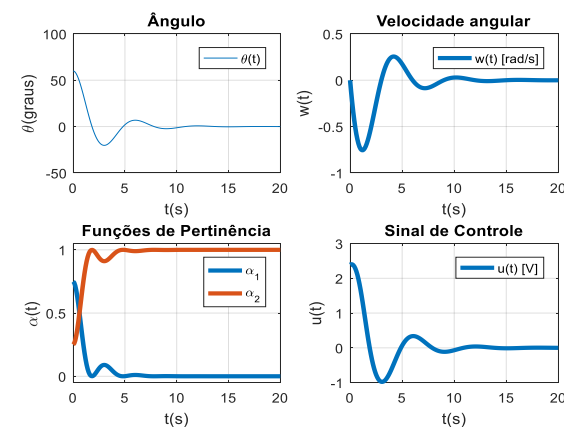 Ângulo
100
50
0
-50
θ(graus)
θ(t)
0 5 10 15 20
t(s)
Velocidade angular
1
0.5
0
-0.5
-1
w(t)
w(t) [rad/s]
0 5 10 15 20
t(s)
Funções de Pertinência
1
0.5
0
α(t)
α₁
α₂
0 5 10 15 20
t(s)
Sinal de Controle
3
2
1
0
-1
u(t)
u(t) [V]
0 5 10 15 20
t(s)